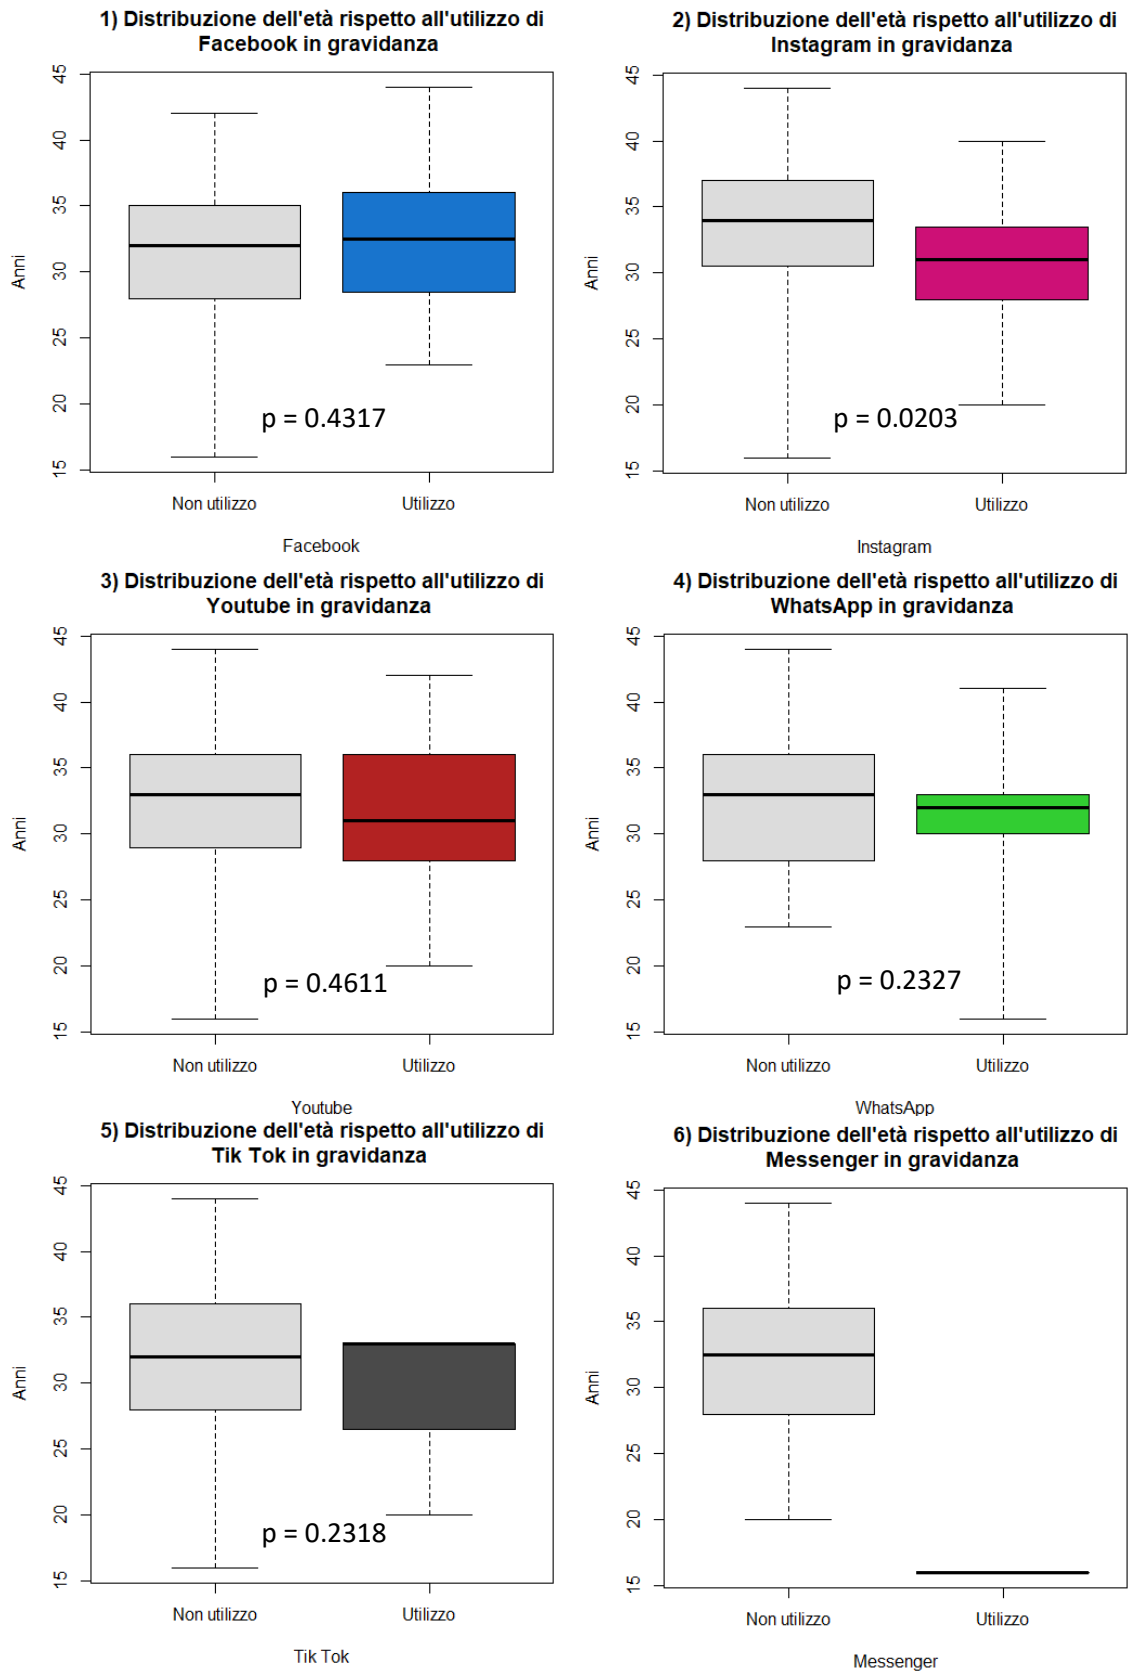 1) Distribuzione dell'età rispetto all'utilizzo di
Facebook in gravidanza
Anni
45
40
35
30
25
20
15
p = 0.4317
Non utilizzo
Utilizzo
Facebook
2) Distribuzione dell'età rispetto all'utilizzo di
Instagram in gravidanza
Anni
45
40
35
30
25
20
15
p = 0.0203
Non utilizzo
Utilizzo
Instagram
3) Distribuzione dell'età rispetto all'utilizzo di
Youtube in gravidanza
Anni
45
40
35
30
25
20
15
p = 0.4611
Non utilizzo
Utilizzo
Youtube
4) Distribuzione dell'età rispetto all'utilizzo di
WhatsApp in gravidanza
Anni
45
40
35
30
25
20
15
p = 0.2327
Non utilizzo
Utilizzo
WhatsApp
5) Distribuzione dell'età rispetto all'utilizzo di
Tik Tok in gravidanza
Anni
45
40
35
30
25
20
15
p = 0.2318
Non utilizzo
Utilizzo
Tik Tok
6) Distribuzione dell'età rispetto all'utilizzo di
Messenger in gravidanza
Anni
45
40
35
30
25
20
15
Non utilizzo
Utilizzo
Messenger